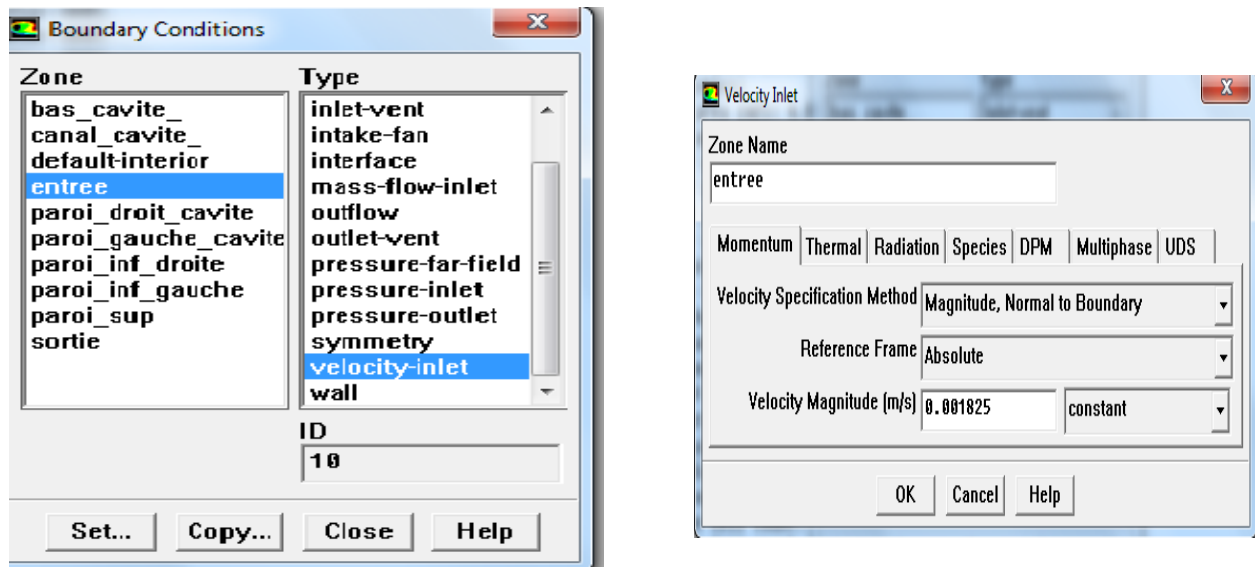 Boundary Conditions
Zone
bas_cavite_
canal_cavite_
default-interior
entree
paroi_droit_cavite
paroi_gauche_cavite
paroi_inf_droite
paroi_inf_gauche
paroi_sup
sortie
Type
inlet-vent
intake-fan
interface
mass-flow-inlet
outflow
outlet-vent
pressure-far-field
pressure-inlet
pressure-outlet
symmetry
velocity-inlet
wall
ID
10
Set... Copy... Close Help
Velocity Inlet
Zone Name
entree
Momentum Thermal Radiation Species DPM Multiphase UDS
Velocity Specification Method Magnitude, Normal to Boundary
Reference Frame Absolute
Velocity Magnitude (m/s) 0.001825 constant
OK Cancel Help